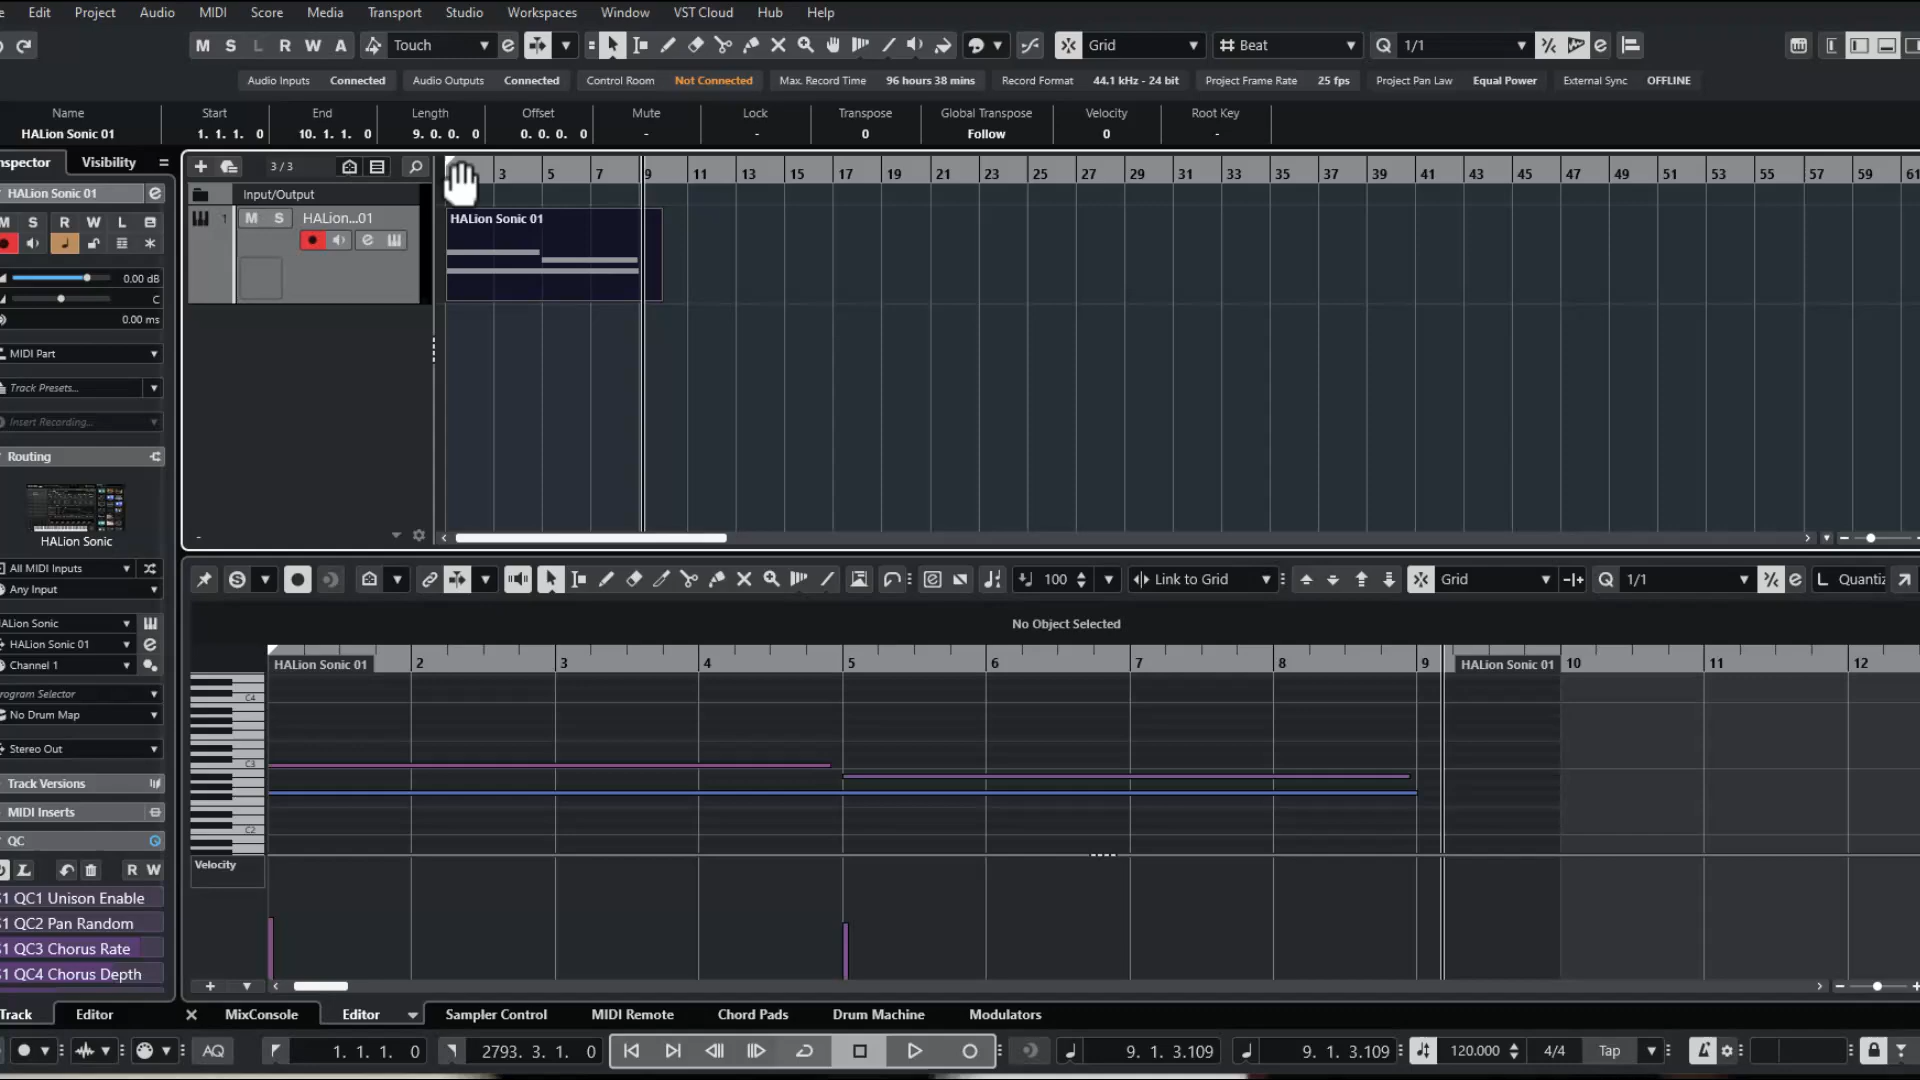 Edit Project Audio MIDI Score Media Transport Studio Workspaces Window VST Cloud Hub Help
M S L R W A Touch e Grid Beat Q 1/1 e
Audio Inputs Connected Audio Outputs Connected Control Room Not Connected Max. Record Time 96 hours 38 mins Record Format 44.1 kHz - 24 bit Project Frame Rate 25 fps Project Pan Law Equal Power External Sync OFFLINE
Name Start End Length Offset Mute Lock Transpose Global Transpose Velocity Root Key
HALion Sonic 01 1. 1. 1. 0 10. 1. 1. 0 9. 0. 0. 0 0. 0. 0. 0 - - 0 Follow 0 -
nspector Visibility 3 / 3
3 5 7 9 11 13 15 17 19 21 23 25 27 29 31 33 35 37 39 41 43 45 47 49 51 53 55 57 59 61
HALion Sonic 01 e Input/Output
M S R W L 1 M S HALion...01 HALion Sonic 01
e
0.00 dB
C
0.00 ms
MIDI Part
Track Presets...
Insert Recording...
Routing
HALion Sonic
All MIDI Inputs
Any Input
S 100 Link to Grid Grid Q 1/1 e L Quantiz
No Object Selected
ALion Sonic
HALion Sonic 01 e
Channel 1
rogram Selector
No Drum Map
Stereo Out
Track Versions
MIDI Inserts
QC
R W
S1 QC1 Unison Enable
S1 QC2 Pan Random
S1 QC3 Chorus Rate
S1 QC4 Chorus Depth
HALion Sonic 01 2 3 4 5 6 7 8 9 HALion Sonic 01 10 11 12
C4
C3
C2
Velocity
Track Editor MixConsole Editor Sampler Control MIDI Remote Chord Pads Drum Machine Modulators
AQ 1. 1. 1. 0 2793. 3. 1. 0 9. 1. 3.109 9. 1. 3.109 120.000 4/4 Tap